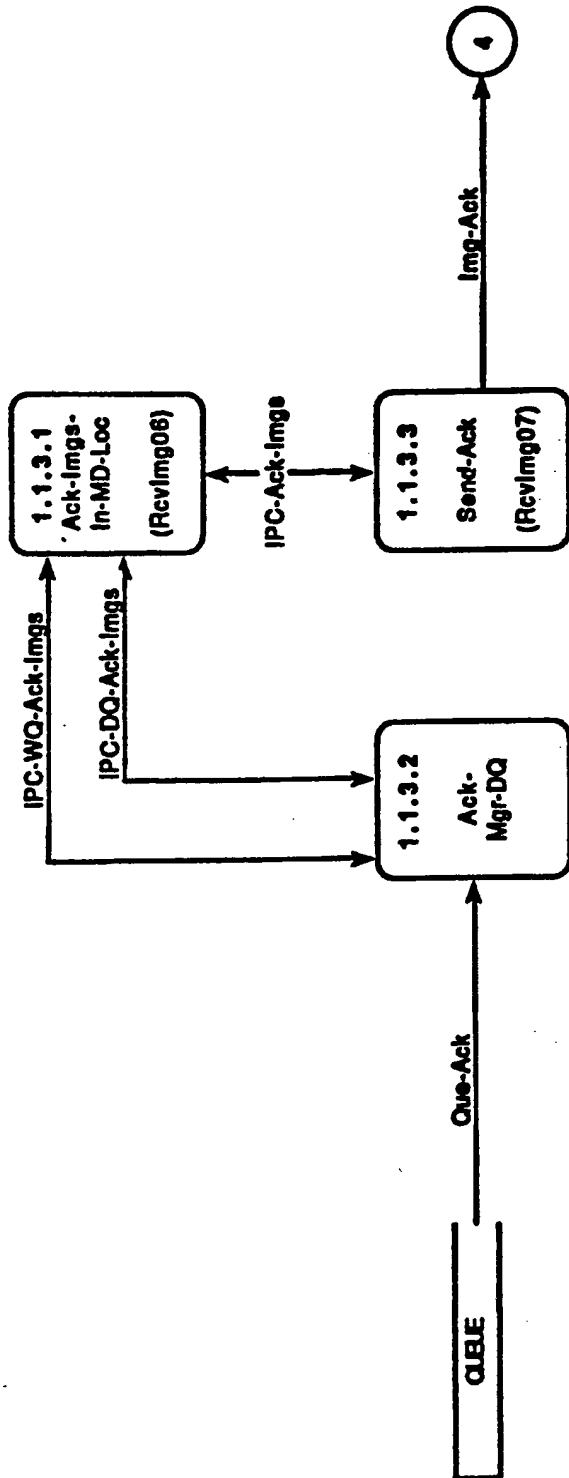 IPC-WQ-Ack-Imgs
IPC-DQ-Ack-Imgs
1.1.3.1
Ack-Imgs-
In-MD-Loc
(RcvImg06)
IPC-Ack-Imgs
QUEUE
Que-Ack
1.1.3.2
Ack-
Mgr-DQ
1.1.3.3
Send-Ack
(RcvImg07)
Img-Ack
4